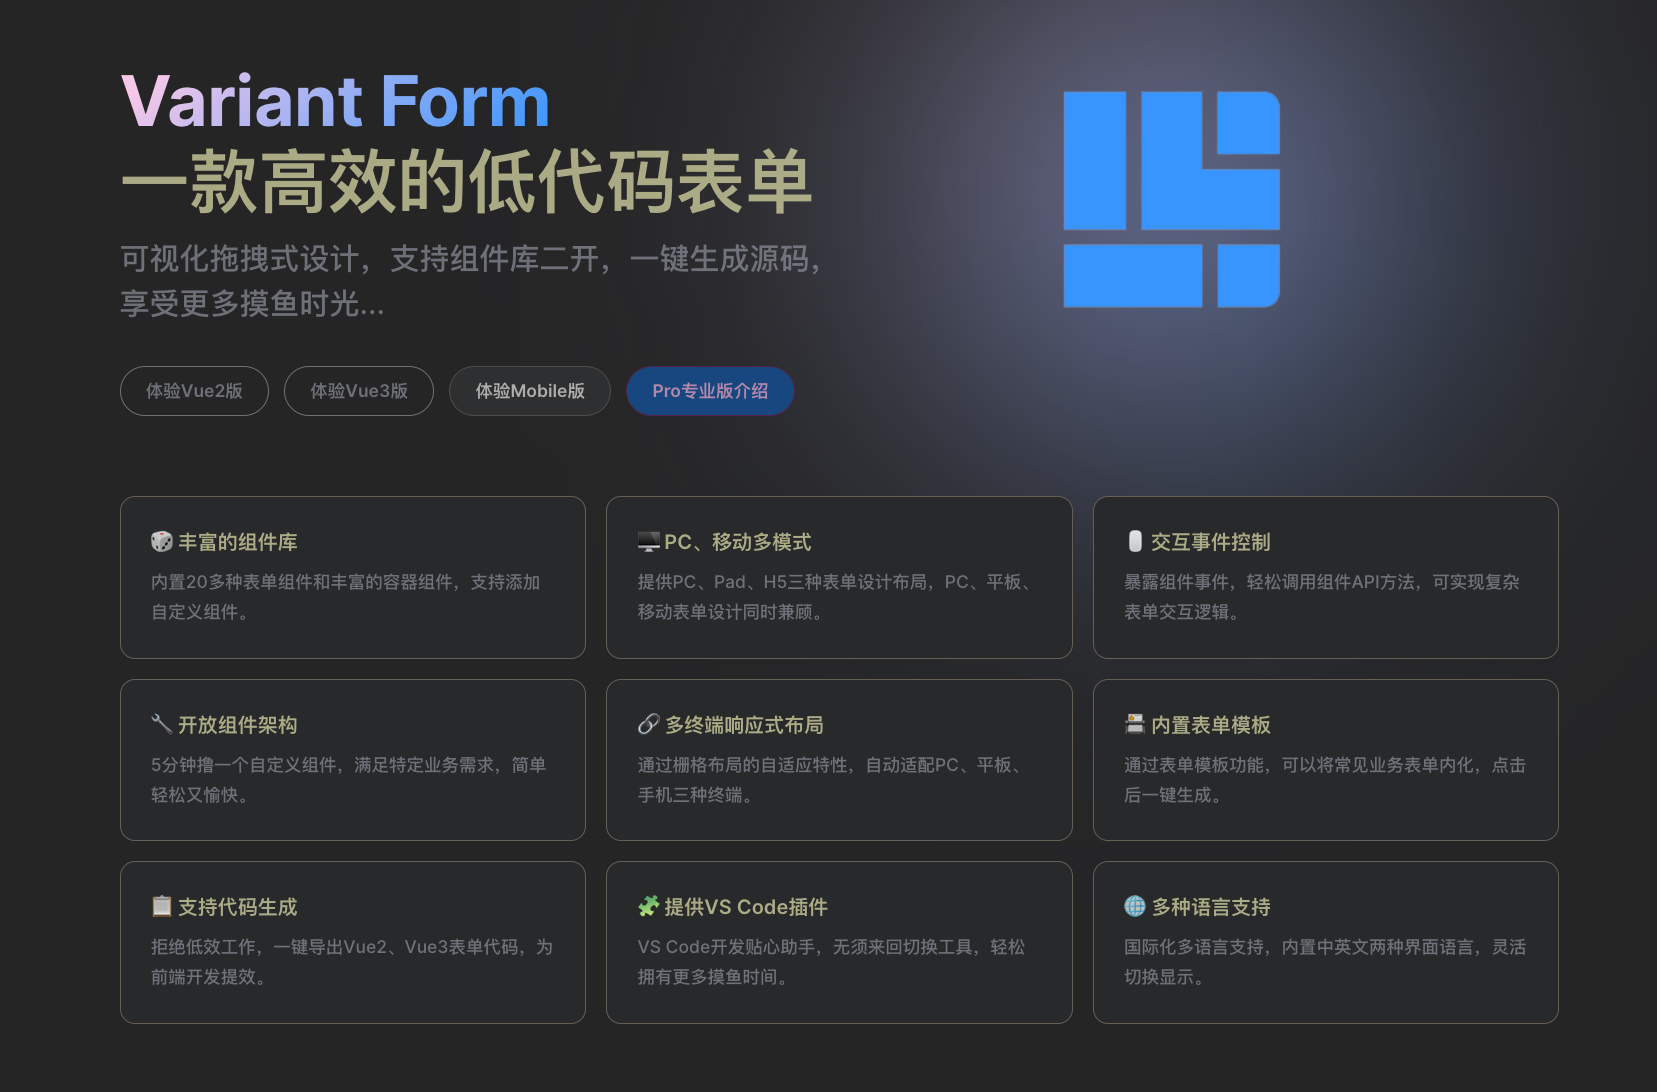 Variant Form
一款高效的低代码表单
可视化拖拽式设计，支持组件库二开，一键生成源码，
享受更多摸鱼时光...
体验Vue2版
体验Vue3版
体验Mobile版
Pro专业版介绍
丰富的组件库
内置20多种表单组件和丰富的容器组件，支持添加
自定义组件。
PC、移动多模式
提供PC、Pad、H5三种表单设计布局，PC、平板、
移动表单设计同时兼顾。
交互事件控制
暴露组件事件，轻松调用组件API方法，可实现复杂
表单交互逻辑。
开放组件架构
5分钟撸一个自定义组件，满足特定业务需求，简单
轻松又愉快。
多终端响应式布局
通过栅格布局的自适应特性，自动适配PC、平板、
手机三种终端。
内置表单模板
通过表单模板功能，可以将常见业务表单内化，点击
后一键生成。
支持代码生成
拒绝低效工作，一键导出Vue2、Vue3表单代码，为
前端开发提效。
提供VS Code插件
VS Code开发贴心助手，无须来回切换工具，轻松
拥有更多摸鱼时间。
多种语言支持
国际化多语言支持，内置中英文两种界面语言，灵活
切换显示。